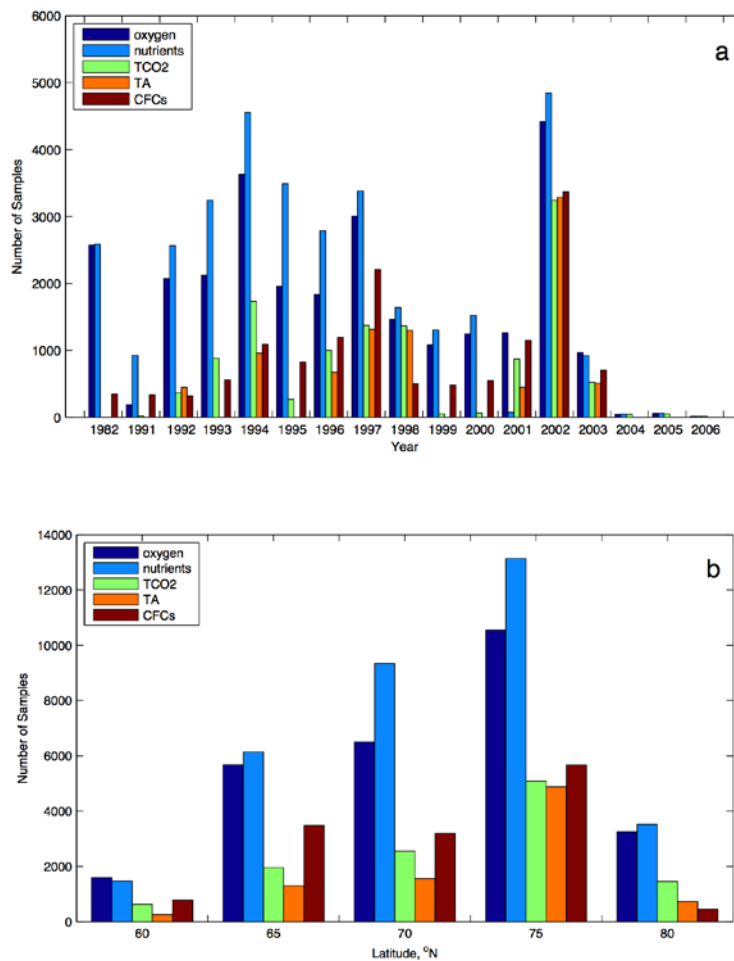 6000
5000
4000
3000
2000
1000
0
Number of Samples
oxygen
nutrients
TCO2
TA
CFCs
a
1982 1991 1992 1993 1994 1995 1996 1997 1998 1999 2000 2001 2002 2003 2004 2005 2006
Year
14000
12000
10000
8000
6000
4000
2000
0
Number of Samples
oxygen
nutrients
TCO2
TA
CFCs
b
60 65 70 75 80
Latitude, °N